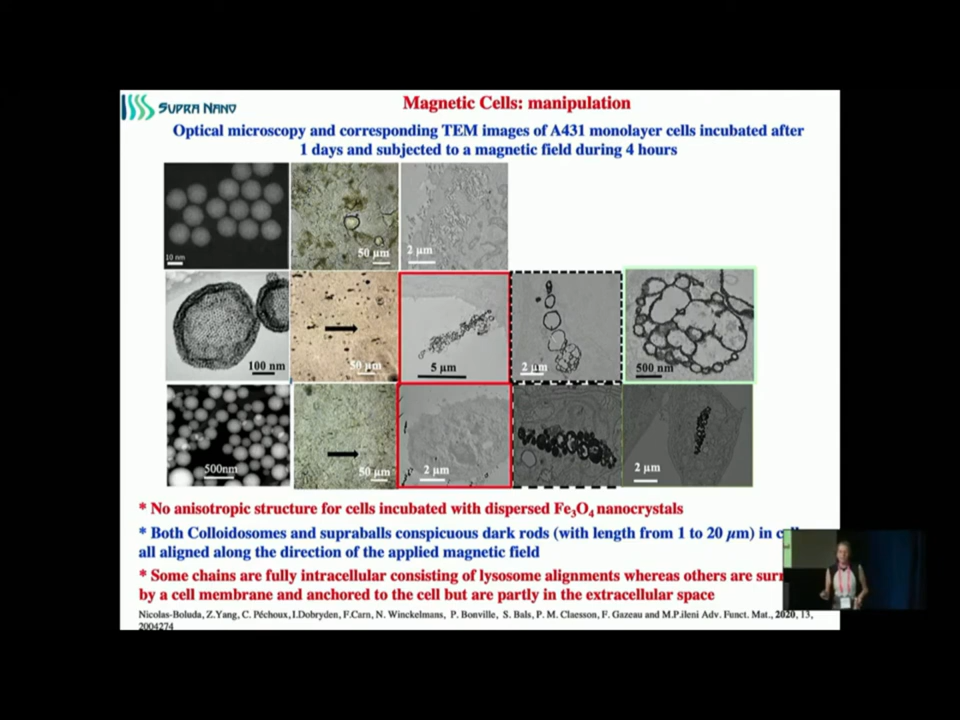 SUPRA NANO
Magnetic Cells: manipulation
Optical microscopy and corresponding TEM images of A431 monolayer cells incubated after
1 days and subjected to a magnetic field during 4 hours
10 nm
50 µm
2 µm
100 nm
50 µm
5 µm
2 µm
500 nm
500nm
50 µm
2 µm
2 µm
* No anisotropic structure for cells incubated with dispersed Fe₃O₄ nanocrystals
* Both Colloidosomes and supraballs conspicuous dark rods (with length from 1 to 20 µm) in
all aligned along the direction of the applied magnetic field
* Some chains are fully intracellular consisting of lysosome alignments whereas others are
by a cell membrane and anchored to the cell but are partly in the extracellular space
Nicolas-Boluda, Z.Yang, C. Péchoux, I.Dobryden, F.Carn, N. Winckelmans, P. Bonville, S. Bals, P. M. Claesson, F. Gazeau and M.P.ileni Adv. Funct. Mat., 2020, 13,
2004274